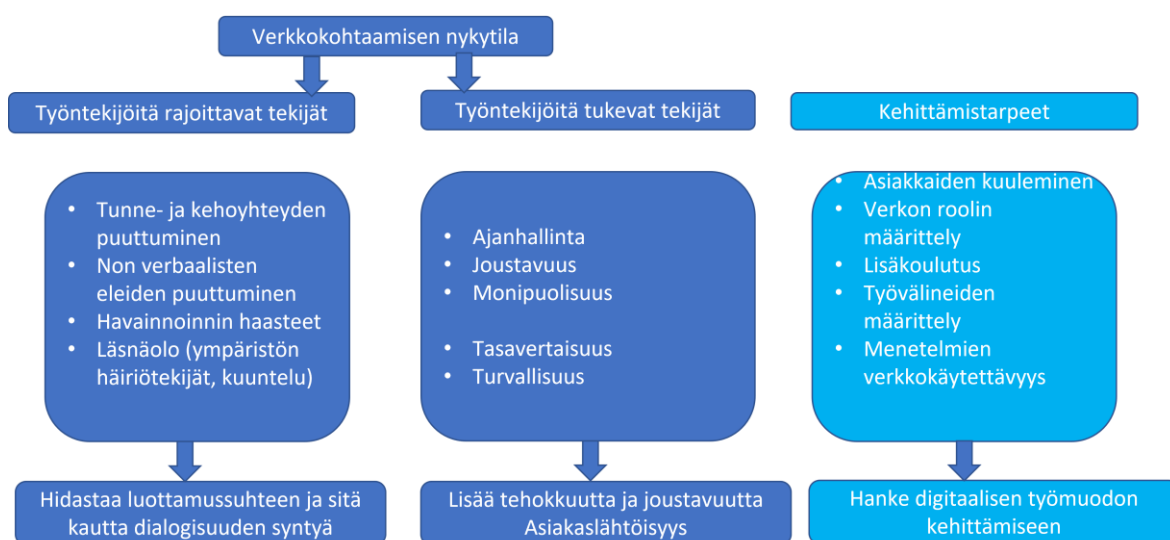 Verkkokohtaamisen nykytila
Työntekijöitä rajoittavat tekijät
Työntekijöitä tukevat tekijät
Kehittämistarpeet
• Tunne- ja kehoyhteyden
puuttuminen
• Non verbaalisten
eleiden puuttuminen
• Havainnoinnin haasteet
• Läsnäolo (ympäristön
häiriötekijät, kuuntelu)
• Ajanhallinta
• Joustavuus
• Monipuolisuus
• Tasavertaisuus
• Turvallisuus
• Asiakkaiden kuuleminen
• Verkon roolin
määrittely
• Lisäkoulutus
• Työvälineiden
määrittely
• Menetelmien
verkkokäytettävyys
Hidastaa luottamussuhteen ja sitä
kautta dialogisuuden syntyä
Lisää tehokkuutta ja joustavuutta
Asiakaslähtöisyys
Hanke digitaalisen työmuodon
kehittämiseen